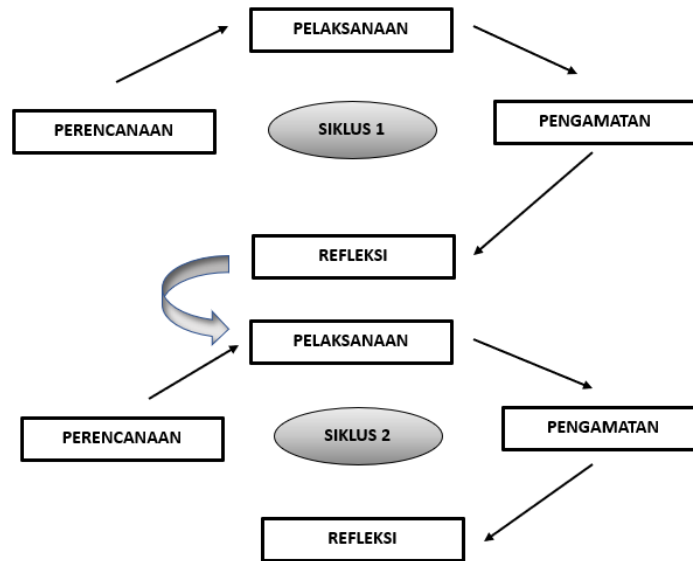 PELAKSANAAN
PERENCANAAN
SIKLUS 1
PENGAMATAN
REFLEKSI
PELAKSANAAN
PERENCANAAN
SIKLUS 2
PENGAMATAN
REFLEKSI